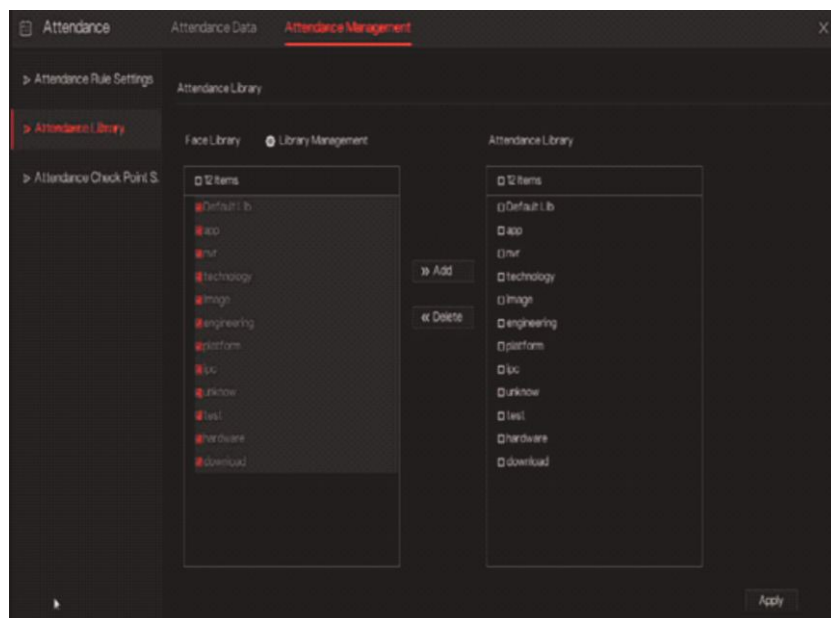 Attendance Attendance Data Attendance Management X
Attendance Rule Settings
Attendance Library
Attendance Check Point S.
Attendance Library
Face Library Library Management
12 Items
Default Lib
app
nvr
technology
Image
engineering
platform
ipc
unknow
test
hardware
download
Add
Delete
Attendance Library
12 Items
Default Lib
app
nvr
technology
Image
engineering
platform
ipc
unknow
test
hardware
download
Apply